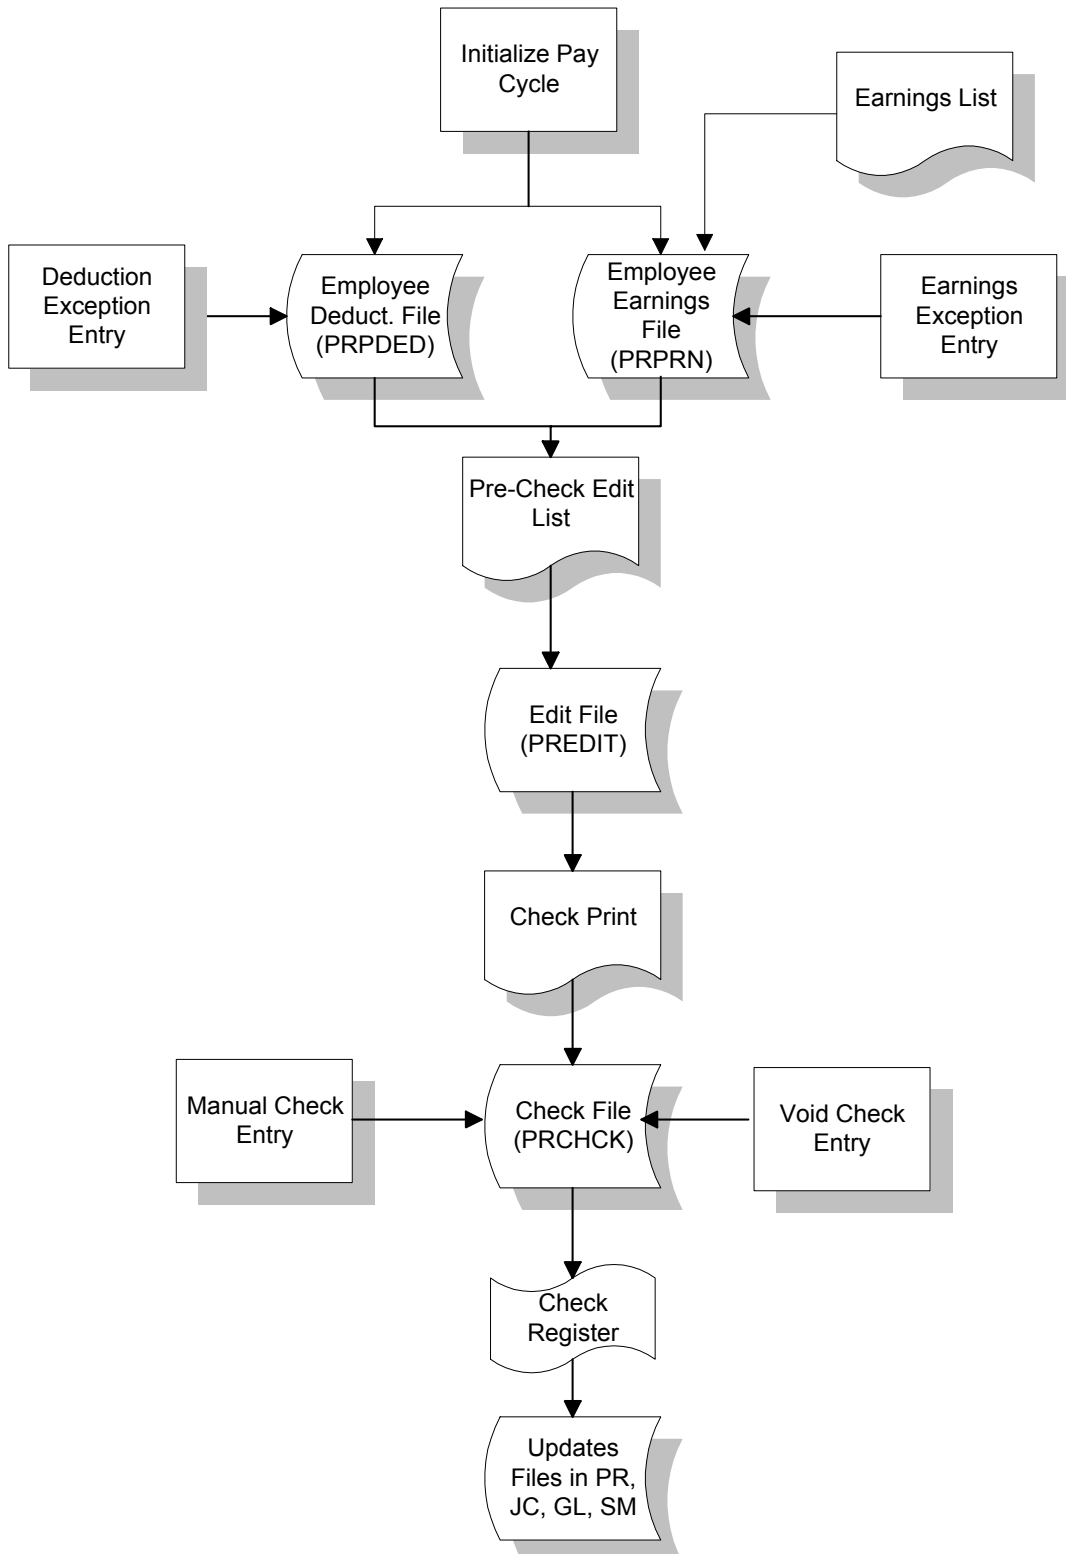 Initialize Pay
Cycle
Earnings List
Deduction
Exception
Entry
Employee
Deduct. File
(PRPDED)
Employee
Earnings
File
(PRPRN)
Earnings
Exception
Entry
Pre-Check Edit
List
Edit File
(PREDIT)
Check Print
Manual Check
Entry
Check File
(PRCHCK)
Void Check
Entry
Check
Register
Updates
Files in PR,
JC, GL, SM